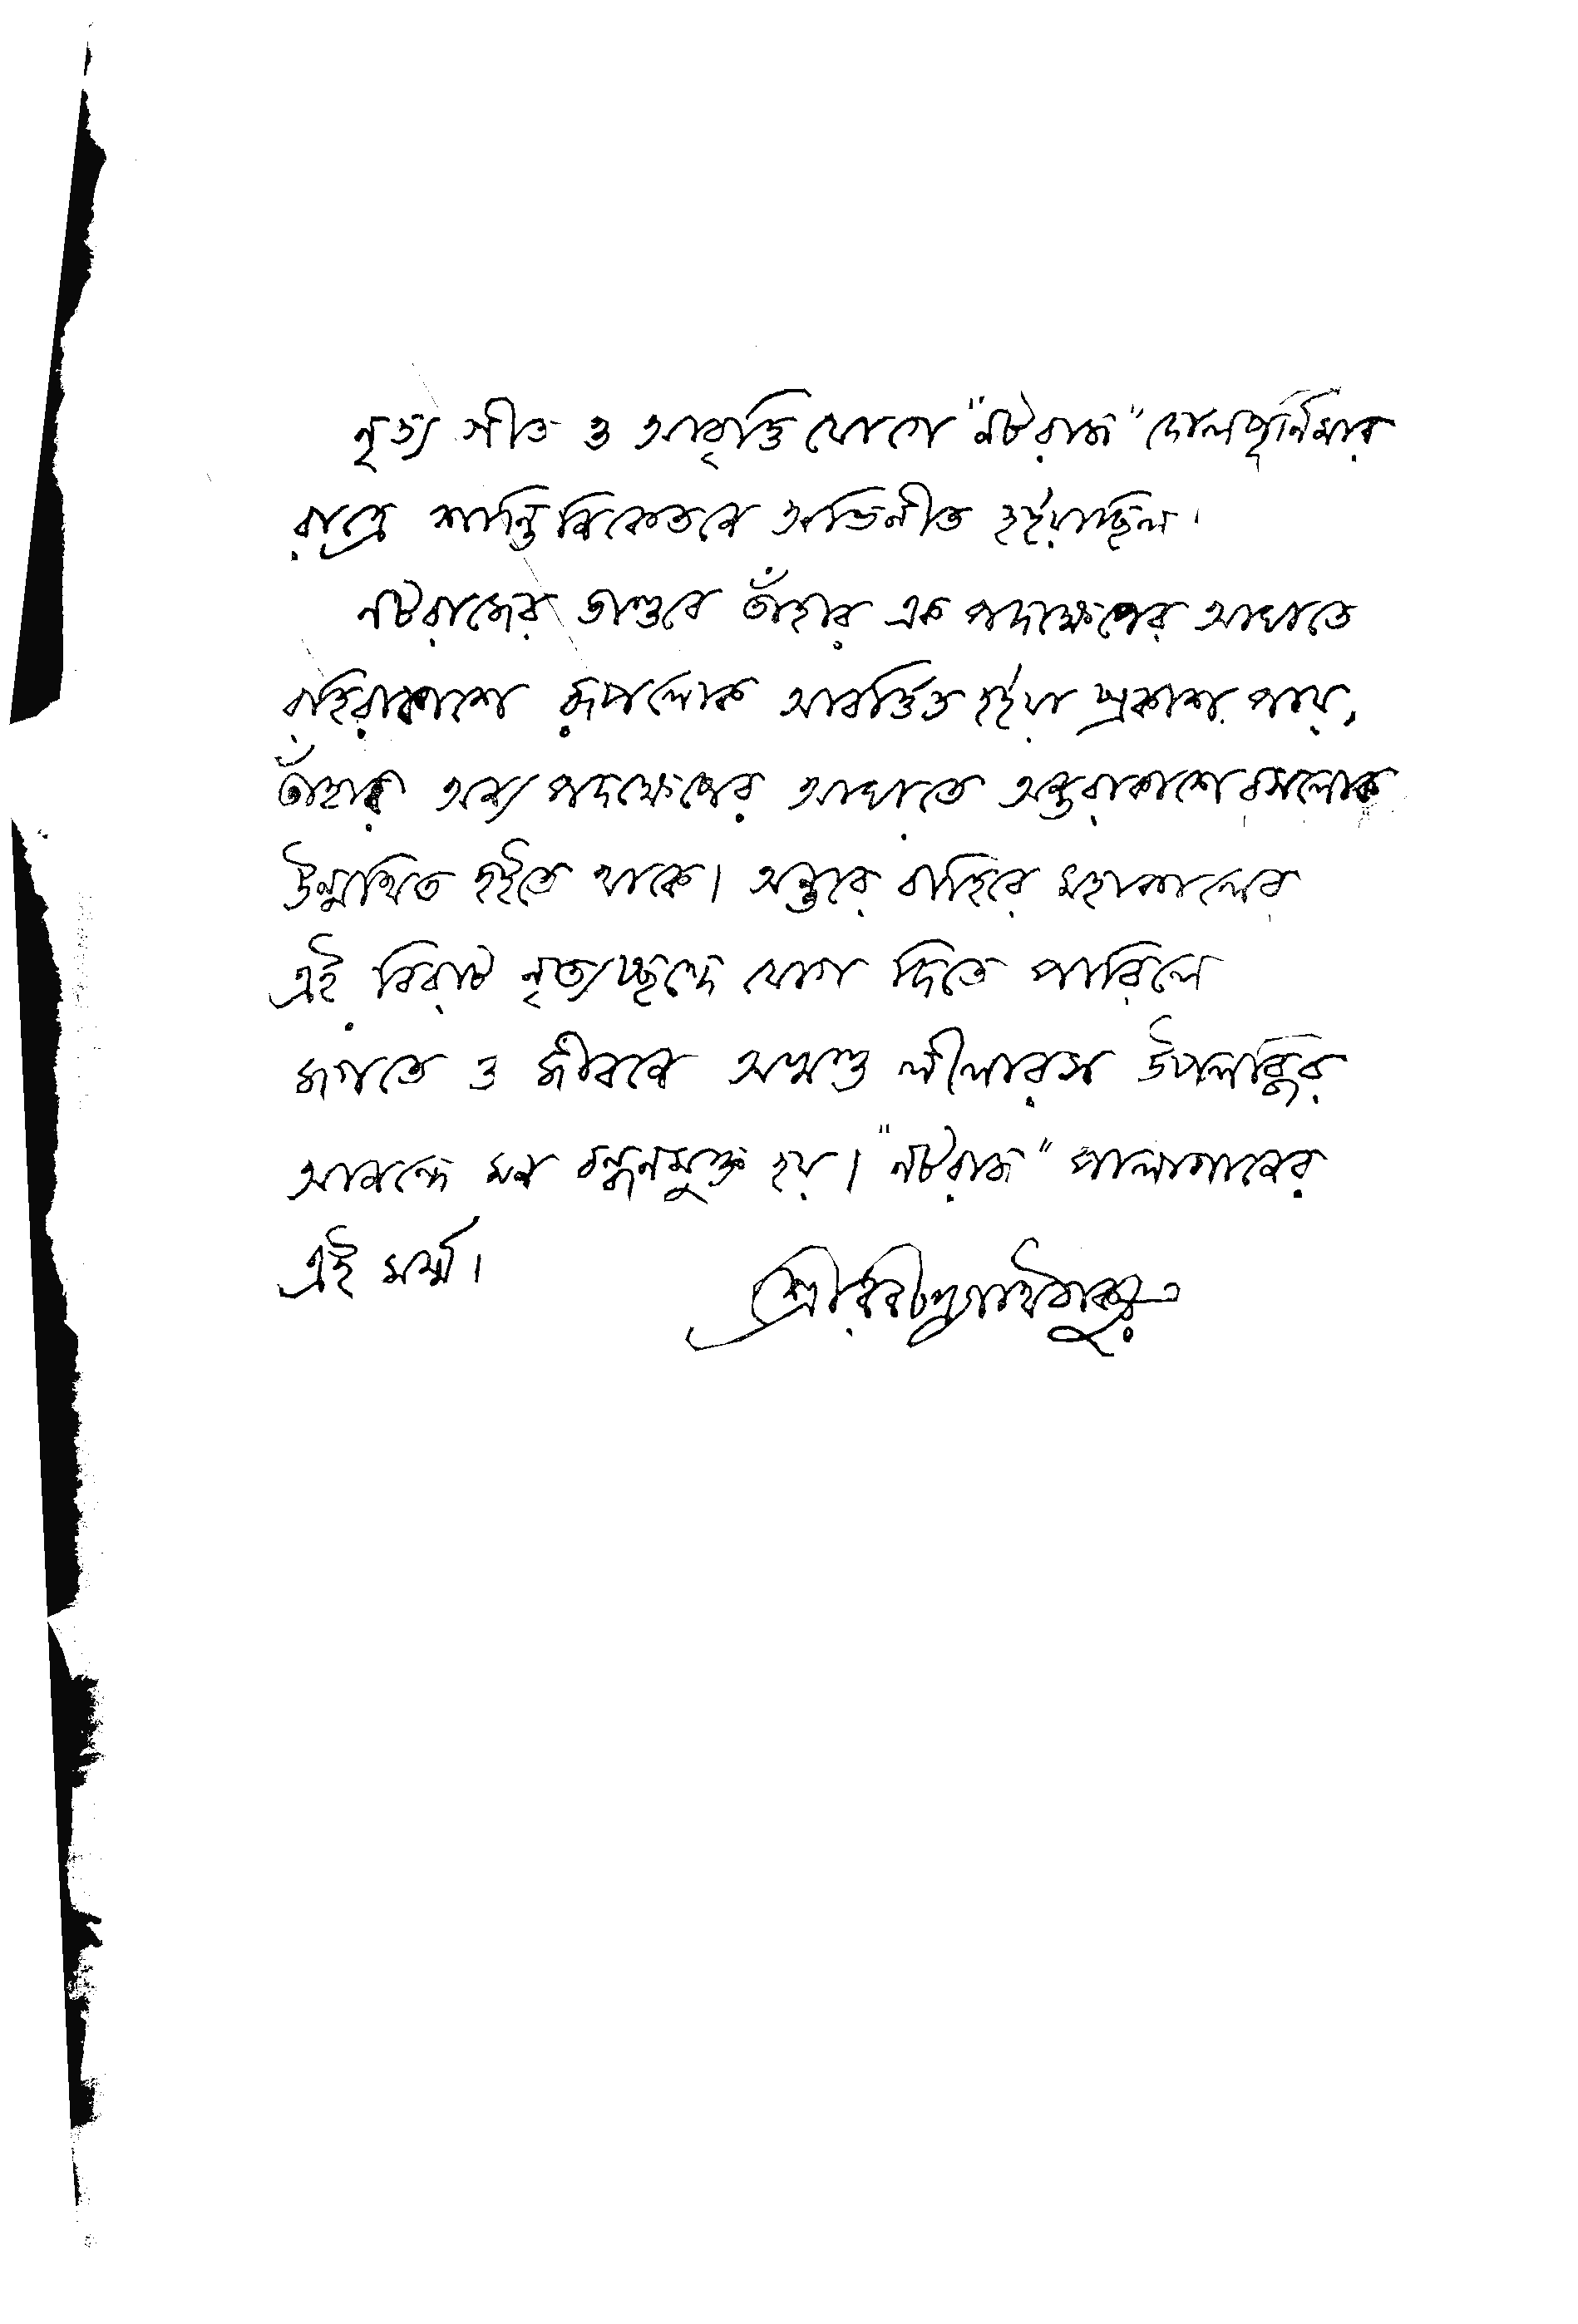 নৃত্য গীত ও আবৃত্তি যোগে "নটরাজ" দোলপূর্ণিমার
রাত্রে শান্তিনিকেতনে অভিনীত হইয়াছিল।
নটরাজের তাণ্ডবে তাঁহার এক পদক্ষেপের আঘাতে
বহিরাকাশে রূপলোক আবর্ত্তিত হইয়া প্রকাশ পায়,
তাঁহার অন্য পদক্ষেপের আঘাতে অন্তরাকাশে রসলোক
উন্মথিত হইতে থাকে। অন্তরে বাহিরে মহাকালের
এই বিরাট নৃত্যচ্ছন্দে যোগ দিতে পারিলে
জগতে ও জীবনে অখণ্ড লীলারস উপলব্ধির
আনন্দে মন বন্ধনমুক্ত হয়। "নটরাজ" পালাগানের
এই মর্ম্ম।
শ্রীরবীন্দ্রনাথ ঠাকুর